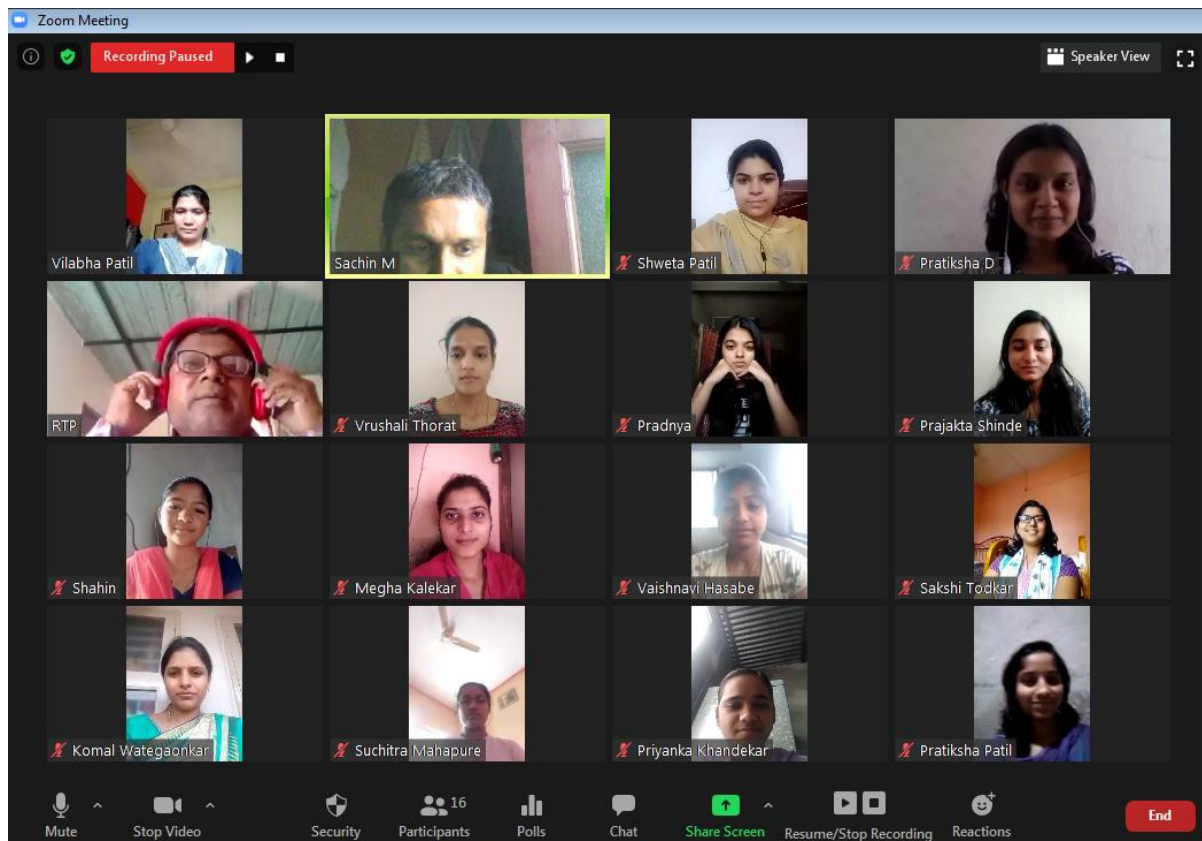 Zoom Meeting
Recording Paused
Speaker View
Vilabha Patil
Sachin M
Shweta Patil
Pratiksha D
RTP
Vrushali Thorat
Pradnya
Prajakta Shinde
Shahin
Megha Kalekar
Vaishnavi Hasabe
Sakshi Todkar
Komal Wategaonkar
Suchitra Mahapure
Priyanka Khandekar
Pratiksha Patil
16
Mute
Stop Video
Security
Participants
Polls
Chat
Share Screen
Resume/Stop Recording
Reactions
End